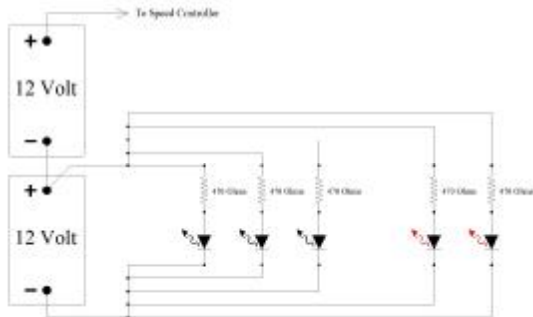 To Speed Controller
+
12 Volt
−
+
12 Volt
−
470 Ohms 470 Ohms 470 Ohms 470 Ohms 470 Ohms